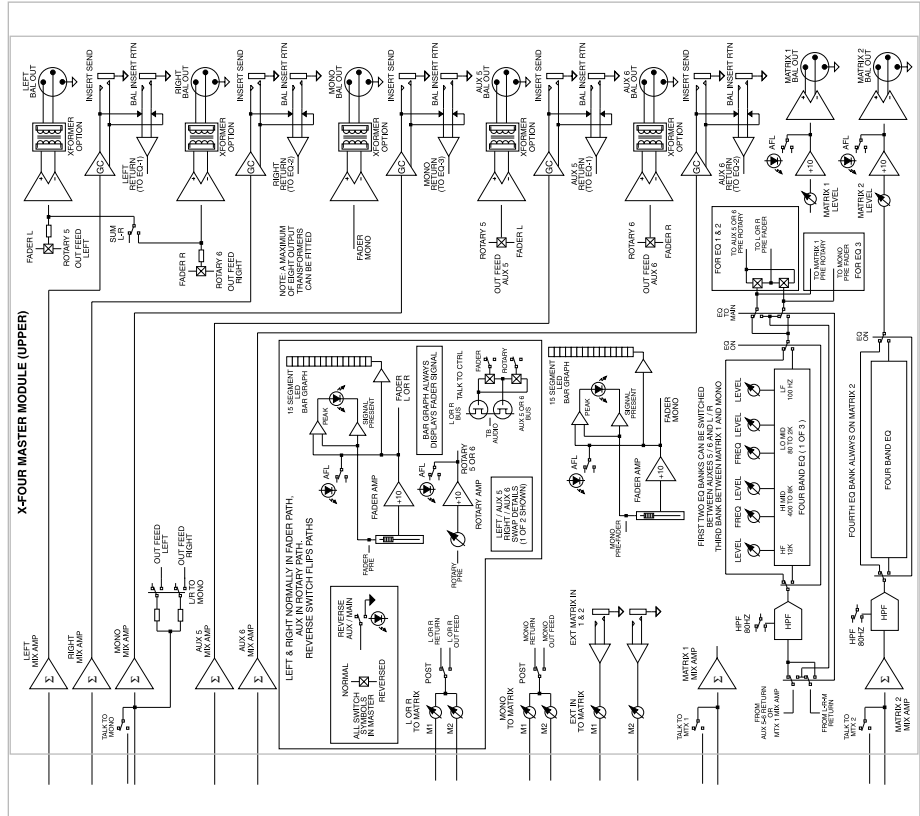 X-FOUR MASTER MODULE (UPPER)
LEFT
BAL OUT
XFORMER
OPTION
FADER L
ROTARY 5
OUT FEED
LEFT
SUM
L-R
INSERT SEND
BAL INSERT RTN
GC
LEFT
RETURN
(TO EQ-1)
RIGHT
BAL OUT
XFORMER
OPTION
FADER R
ROTARY 6
OUT FEED
RIGHT
INSERT SEND
BAL INSERT RTN
GC
RIGHT
RETURN
(TO EQ-2)
NOTE: A MAXIMUM
OF EIGHT OUTPUT
TRANSFORMERS
CAN BE FITTED
MONO
BAL OUT
XFORMER
OPTION
FADER
MONO
INSERT SEND
BAL INSERT RTN
GC
MONO
RETURN
(TO EQ-3)
AUX 5
BAL OUT
XFORMER
OPTION
ROTARY 5
OUT FEED
AUX 5
FADER L
INSERT SEND
BAL INSERT RTN
GC
AUX 5
RETURN
(TO EQ-1)
AUX 6
BAL OUT
XFORMER
OPTION
ROTARY 6
OUT FEED
AUX 6
FADER R
INSERT SEND
BAL INSERT RTN
GC
AUX 6
RETURN
(TO EQ-2)
MATRIX 1
BAL OUT
AFL
+10
MATRIX 1
LEVEL
MATRIX 2
BAL OUT
AFL
+10
MATRIX 2
LEVEL
LEFT
MIX AMP
Σ
RIGHT
MIX AMP
Σ
MONO
MIX AMP
Σ
TALK TO
MONO
OUT FEED
LEFT
OUT FEED
RIGHT
L/R TO
MONO
AUX 5
MIX AMP
Σ
AUX 6
MIX AMP
Σ
LEFT & RIGHT NORMALLY IN FADER PATH,
AUX IN ROTARY PATH.
REVERSE SWITCH FLIPS PATHS
NORMAL
REVERSED
ALL SWITCH
SYMBOLS
IN MASTER
REVERSE
AUX / MAIN
15 SEGMENT
LED
BAR GRAPH
PEAK
SIGNAL
PRESENT
AFL
FADER AMP
+10
FADER
L OR R
FADER
PRE
BAR GRAPH ALWAYS
DISPLAYS FADER SIGNAL
AFL
+10
ROTARY
5 OR 6
ROTARY AMP
ROTARY
PRE
L OR R
BUS
TALK TO CTRL
FADER
ROTARY
TB
AUDIO
AUX 5 OR 6
BUS
LEFT / AUX 5
RIGHT / AUX 6
SWAP DETAILS
(1 OF 2 SHOWN)
L OR R
TO MATRIX
M1
M2
POST
L OR R
RETURN
L OR R
OUT FEED
MONO
TO MATRIX
M1
M2
POST
MONO
RETURN
MONO
OUT FEED
15 SEGMENT
LED
BAR GRAPH
PEAK
SIGNAL
PRESENT
AFL
FADER AMP
+10
FADER
MONO
MONO
PRE-FADER
EXT MATRIX IN
1 & 2
EXT IN
TO MATRIX
M1
M2
MATRIX 1
MIX AMP
Σ
TALK TO
MTX 1
FIRST TWO EQ BANKS CAN BE SWITCHED
BETWEEN AUXES 5 / 6 AND L / R
THIRD BANK BETWEEN MATRIX 1 AND MONO
FROM
AUX 5-6 RETURN
OR
MTX 1 MIX AMP
FROM L-R-M
RETURN
HPF
80HZ
HPF
LEVEL
FREQ
LEVEL
FREQ
LEVEL
LEVEL
HF
12K
HI MID
400 TO 8K
LO MID
80 TO 2K
LF
100 HZ
FOUR BAND EQ ( 1 OF 3 )
EQ
ON
EQ
TO
MAIN
FOR EQ 1 & 2
TO AUX 5 OR 6
PRE ROTARY
TO L OR R
PRE FADER
TO MATRIX 1
PRE ROTARY
TO MONO
PRE FADER
FOR EQ 3
MATRIX 2
MIX AMP
Σ
TALK TO
MTX 2
HPF
80HZ
HPF
FOURTH EQ BANK ALWAYS ON MATRIX 2
FOUR BAND EQ
EQ
ON